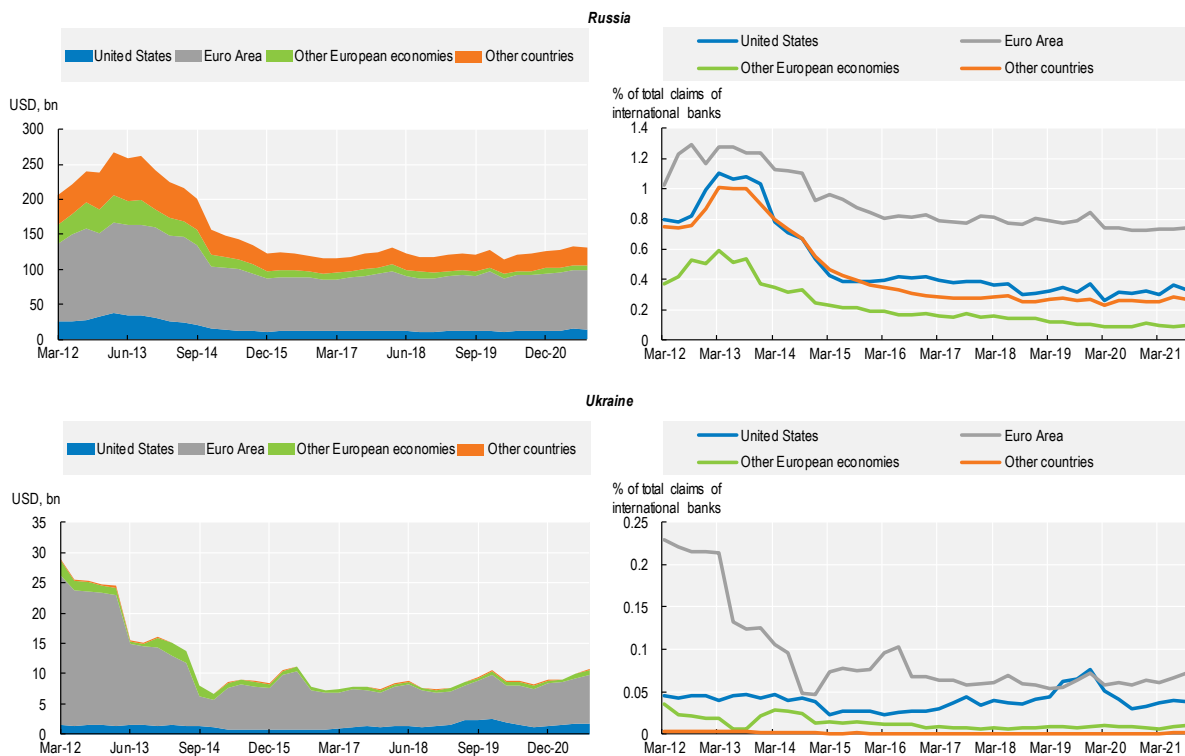 Russia
United States Euro Area Other European economies Other countries
USD, bn
300
250
200
150
100
50
0
Mar-12 Jun-13 Sep-14 Dec-15 Mar-17 Jun-18 Sep-19 Dec-20
United States Euro Area
Other European economies Other countries
% of total claims of
international banks
1.4
1.2
1
0.8
0.6
0.4
0.2
0
Mar-12 Mar-13 Mar-14 Mar-15 Mar-16 Mar-17 Mar-18 Mar-19 Mar-20 Mar-21
Ukraine
United States Euro Area Other European economies Other countries
USD, bn
35
30
25
20
15
10
5
0
Mar-12 Jun-13 Sep-14 Dec-15 Mar-17 Jun-18 Sep-19 Dec-20
United States Euro Area
Other European economies Other countries
% of total claims of
international banks
0.25
0.2
0.15
0.1
0.05
0
Mar-12 Mar-13 Mar-14 Mar-15 Mar-16 Mar-17 Mar-18 Mar-19 Mar-20 Mar-21